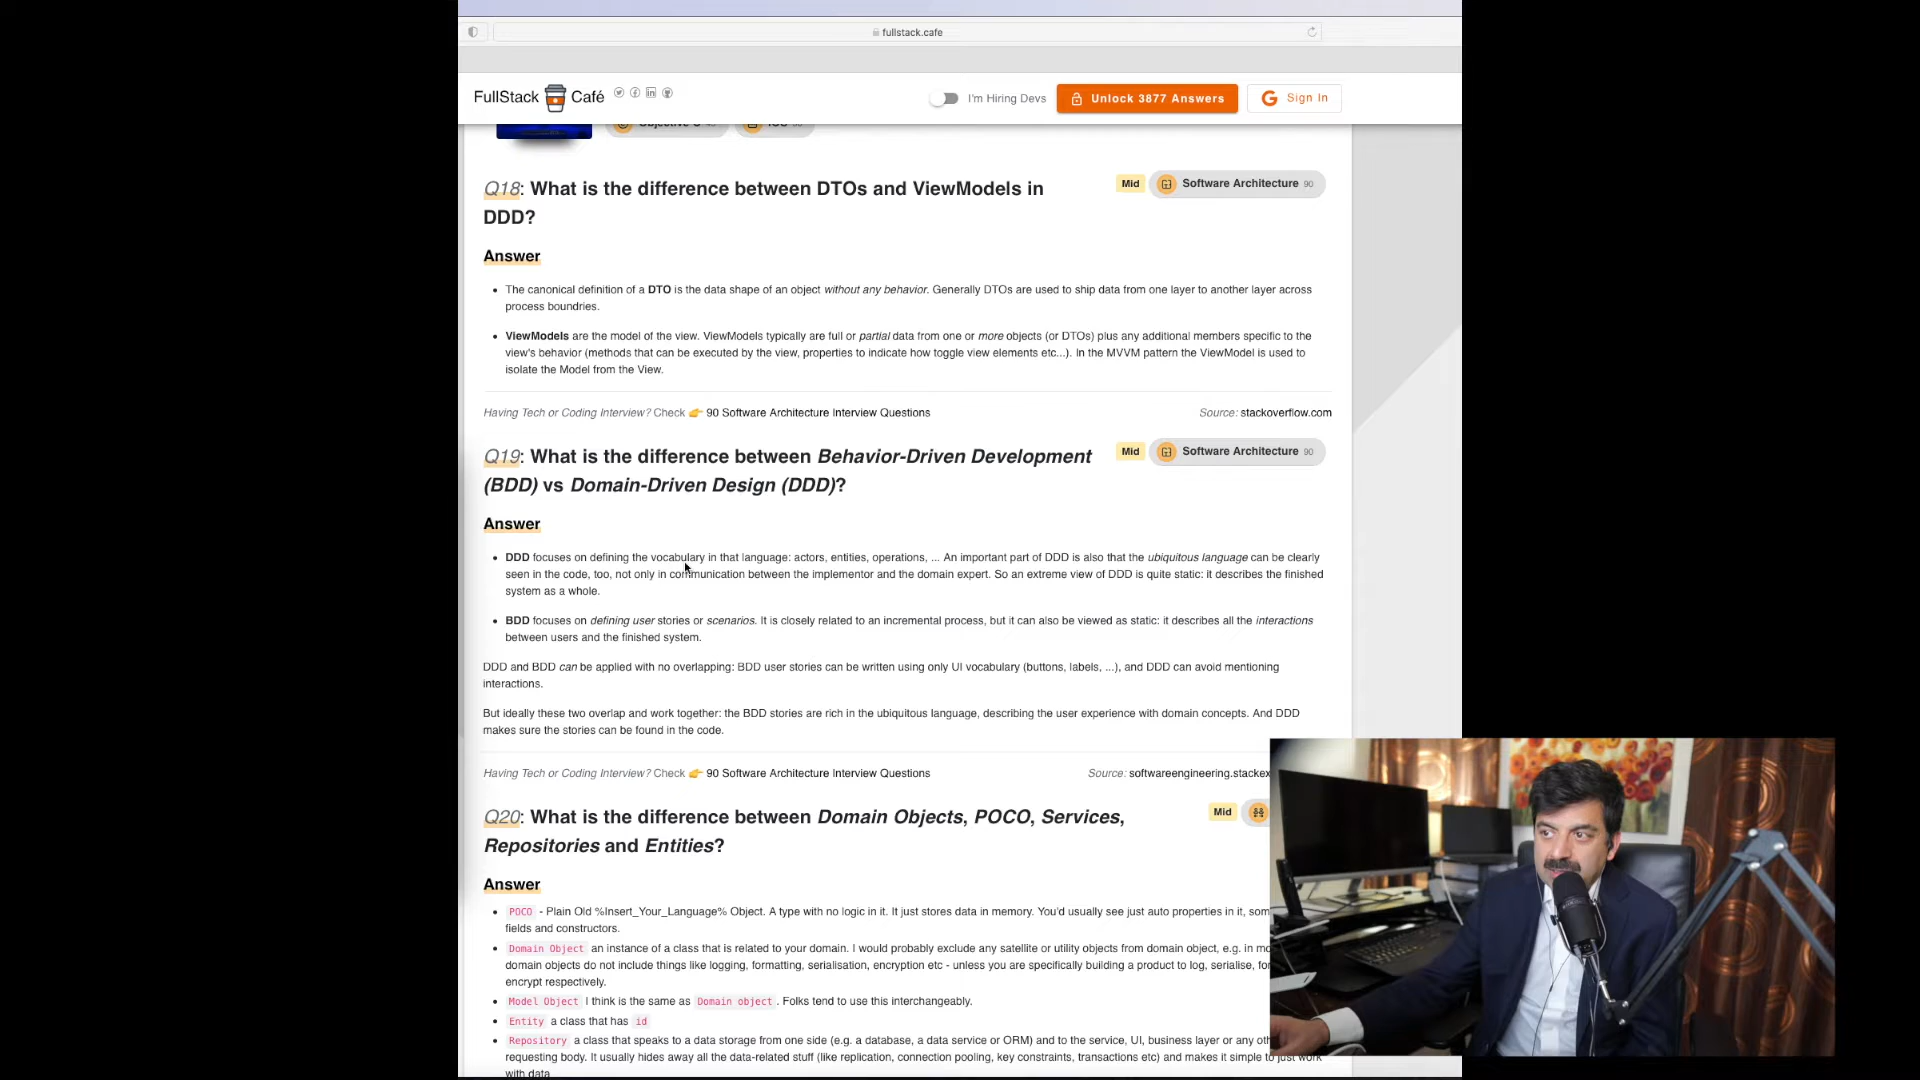 fullstack.cafe
FullStack Café
I'm Hiring Devs
Unlock 3877 Answers
Sign In
Q18: What is the difference between DTOs and ViewModels in
DDD?
Mid
Software Architecture 90
Answer
• The canonical definition of a DTO is the data shape of an object without any behavior. Generally DTOs are used to ship data from one layer to another layer across
process boundries.
• ViewModels are the model of the view. ViewModels typically are full or partial data from one or more objects (or DTOs) plus any additional members specific to the
view's behavior (methods that can be executed by the view, properties to indicate how toggle view elements etc...). In the MVVM pattern the ViewModel is used to
isolate the Model from the View.
Having Tech or Coding Interview? Check 👉 90 Software Architecture Interview Questions
Source: stackoverflow.com
Q19: What is the difference between Behavior-Driven Development
(BDD) vs Domain-Driven Design (DDD)?
Mid
Software Architecture 90
Answer
• DDD focuses on defining the vocabulary in that language: actors, entities, operations, ... An important part of DDD is also that the ubiquitous language can be clearly
seen in the code, too, not only in communication between the implementor and the domain expert. So an extreme view of DDD is quite static: it describes the finished
system as a whole.
• BDD focuses on defining user stories or scenarios. It is closely related to an incremental process, but it can also be viewed as static: it describes all the interactions
between users and the finished system.
DDD and BDD can be applied with no overlapping: BDD user stories can be written using only UI vocabulary (buttons, labels, ...), and DDD can avoid mentioning
interactions.
But ideally these two overlap and work together: the BDD stories are rich in the ubiquitous language, describing the user experience with domain concepts. And DDD
makes sure the stories can be found in the code.
Having Tech or Coding Interview? Check 👉 90 Software Architecture Interview Questions
Source: softwareengineering.stackex
Q20: What is the difference between Domain Objects, POCO, Services,
Repositories and Entities?
Mid
Answer
• POCO - Plain Old %Insert_Your_Language% Object. A type with no logic in it. It just stores data in memory. You'd usually see just auto properties in it, som
fields and constructors.
• Domain Object an instance of a class that is related to your domain. I would probably exclude any satellite or utility objects from domain object, e.g. in mo
domain objects do not include things like logging, formatting, serialisation, encryption etc - unless you are specifically building a product to log, serialise, fo
encrypt respectively.
• Model Object I think is the same as Domain object. Folks tend to use this interchangeably.
• Entity a class that has id
• Repository a class that speaks to a data storage from one side (e.g. a database, a data service or ORM) and to the service, UI, business layer or any ot
requesting body. It usually hides away all the data-related stuff (like replication, connection pooling, key constraints, transactions etc) and makes it simple to just work
with data